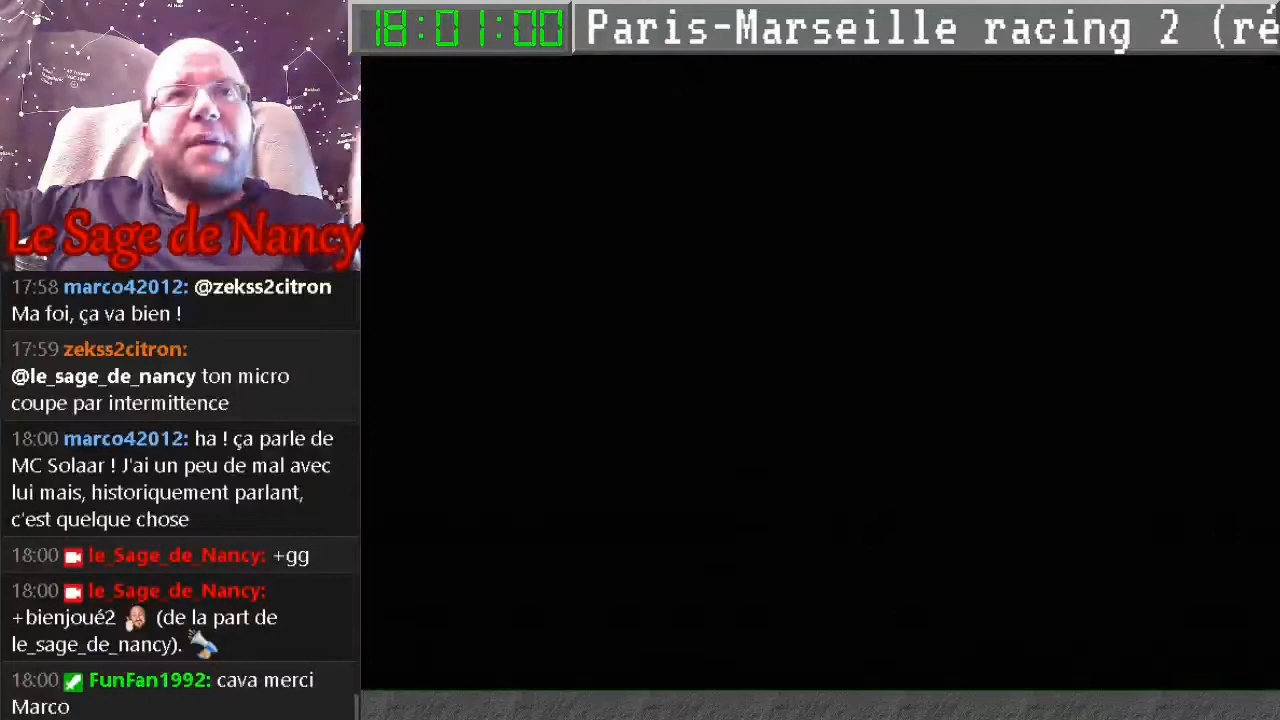 18:01:00
Paris-Marseille racing 2 (ré
Le Sage de Nancy
17:58 marco42012: @zekss2citron
Ma foi, ça va bien !
17:59 zekss2citron:
@le_sage_de_nancy ton micro
coupe par intermittence
18:00 marco42012: ha ! ça parle de
MC Solaar ! J'ai un peu de mal avec
lui mais, historiquement parlant,
c'est quelque chose
18:00 le_Sage_de_Nancy: +gg
18:00 le_Sage_de_Nancy:
+bienjoué2 (de la part de
le_sage_de_nancy).
18:00 FunFan1992: cava merci
Marco